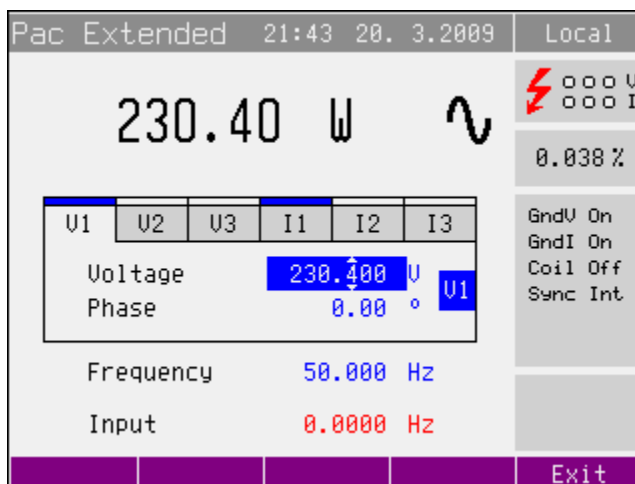 Pac Extended 21:43 20. 3.2009 Local
V
I
230.40 W
0.038 %
V1 V2 V3 I1 I2 I3
Voltage 230.400 V
V1
Phase 0.00 °
GndV On
GndI On
Coil Off
Sync Int
Frequency 50.000 Hz
Input 0.0000 Hz
Exit